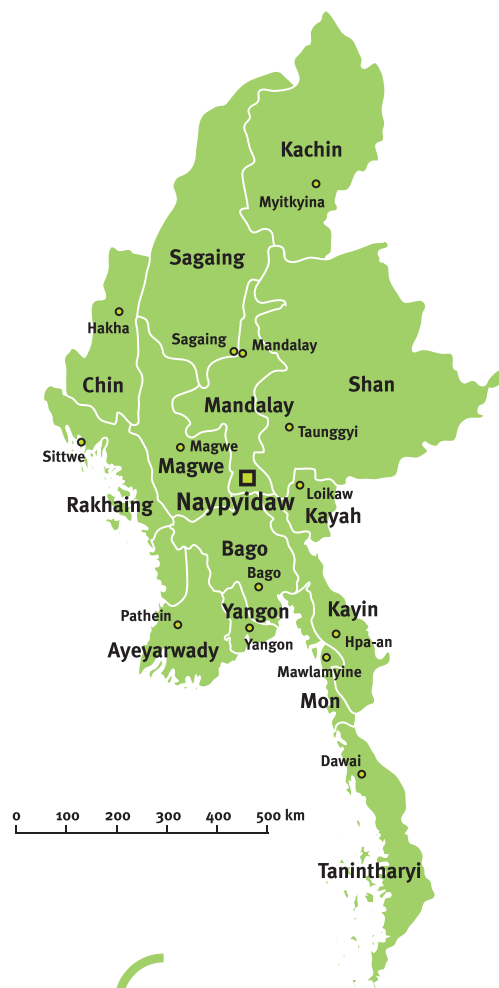 Kachin
Myitkyina
Sagaing
Hakha
Sagaing
Mandalay
Chin
Shan
Mandalay
Taunggyi
Sittwe
Magwe
Magwe
Loikaw
Rakhaing
Naypyidaw
Kayah
Bago
Bago
Pathein
Yangon
Kayin
Yangon
Hpa-an
Ayeyarwady
Mawlamyine
Mon
Dawai
0 100 200 300 400 500 km
Tanintharyi